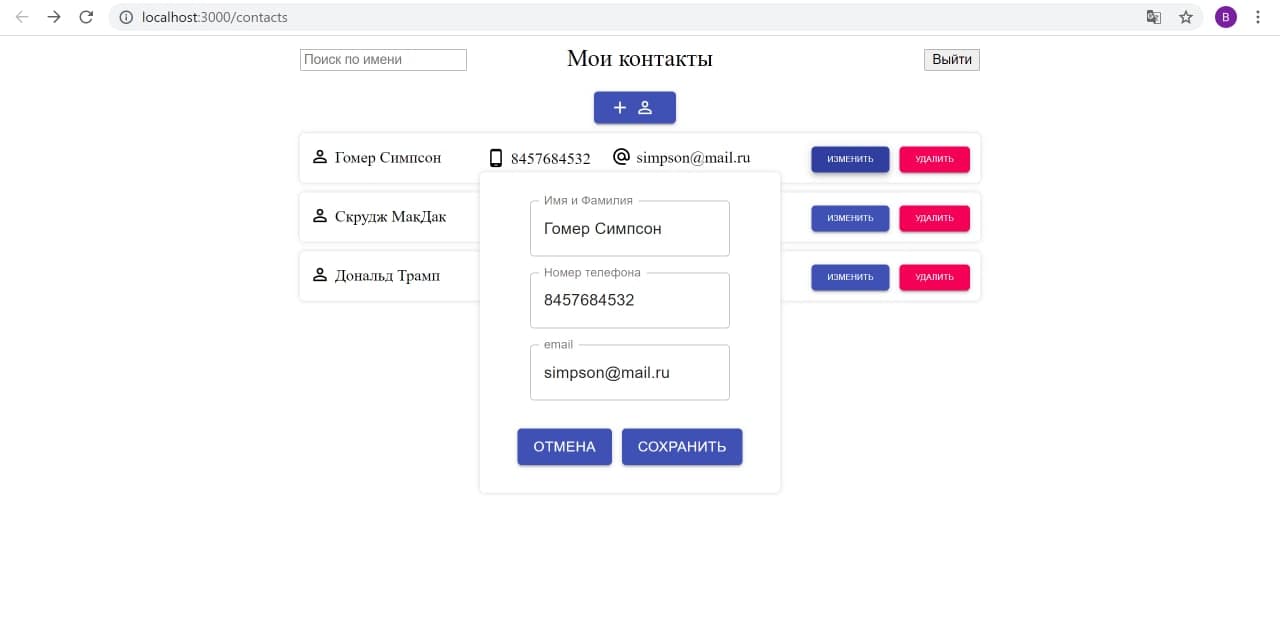 localhost:3000/contacts
B
Поиск по имени
Мои контакты
Выйти
+
Гомер Симпсон 8457684532 simpson@mail.ru ИЗМЕНИТЬ УДАЛИТЬ
Скрудж МакДак ИЗМЕНИТЬ УДАЛИТЬ
Дональд Трамп ИЗМЕНИТЬ УДАЛИТЬ
Имя и Фамилия
Гомер Симпсон
Номер телефона
8457684532
email
simpson@mail.ru
ОТМЕНА СОХРАНИТЬ